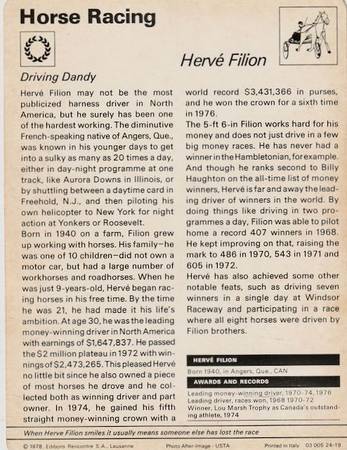 Horse Racing
Hervé Filion
Driving Dandy
Hervé Filion may not be the most
publicized harness driver in North
America, but he surely has been one
of the hardest working. The diminutive
French-speaking native of Angers, Que.,
was known in his younger days to get
into a sulky as many as 20 times a day,
either in day-night programme at one
track, like Aurora Downs in Illinois, or
by shuttling between a daytime card in
Freehold, N.J., and then piloting his
own helicopter to New York for night
action at Yonkers or Roosevelt.
Born in 1940 on a farm, Filion grew
up working with horses. His family—he
was one of 10 children—did not own a
motor car, but had a large number of
workhorses and roadhorses. When he
was just 9-years-old, Hervé began rac-
ing horses in his free time. By the time
he was 21, he had made it his life's
ambition. At age 30, he was the leading
money-winning driver in North America
with earnings of $1,647,837. He passed
the $2 million plateau in 1972 with win-
nings of $2,473,265. This pleased Hervé
no little bit since he also owned a piece
of most horses he drove and he col-
lected both as winning driver and part
owner. In 1974, he gained his fifth
straight money-winning crown with a
world record $3,431,366 in purses,
and he won the crown for a sixth time
in 1976.
The 5-ft 6-in Filion works hard for his
money and does not just drive in a few
big money races. He has never had a
winner in the Hambletonian, for example.
And though he ranks second to Billy
Haughton on the all-time list of money
winners, Hervé is far and away the lead-
ing driver of winners in the world. By
doing things like driving in two pro-
grammes a day, Filion was able to pilot
home a record 407 winners in 1968.
He kept improving on that, raising the
mark to 486 in 1970, 543 in 1971 and
605 in 1972.
Hervé has also achieved some other
notable feats, such as driving seven
winners in a single day at Windsor
Raceway and participating in a race
where all eight horses were driven by
Filion brothers.
HERVÉ FILION
Born 1940, in Angers, Que., CAN
AWARDS AND RECORDS
Leading money-winning driver, 1970-74, 1976
Leading driver, races won, 1968 1970-72
Winner, Lou Marsh Trophy as Canada's outstand-
ing athlete, 1974
When Herve Filion smiles it usually means someone else has lost the race
© 1978, Editions Rencontre S.A., Lausanne
Photo After-Image - USTA
Printed in Italy
03 005 24-19